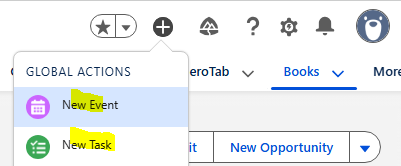 GLOBAL ACTIONS
eroTab
Books
More
New Event
New Task
it
New Opportunity